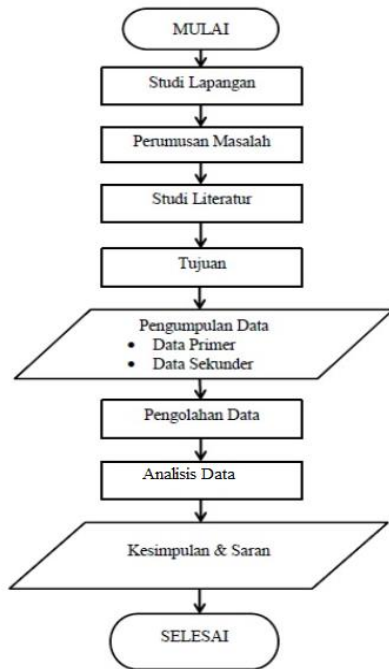 MULAI
Studi Lapangan
Perumusan Masalah
Studi Literatur
Tujuan
Pengumpulan Data
• Data Primer
• Data Sekunder
Pengolahan Data
Analisis Data
Kesimpulan & Saran
SELESAI